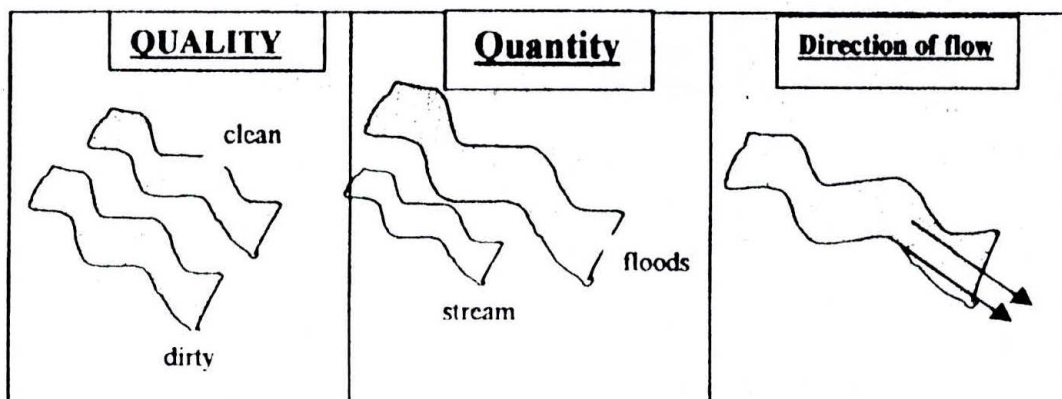 QUALITY
clean
dirty
Quantity
floods
stream
Direction of flow